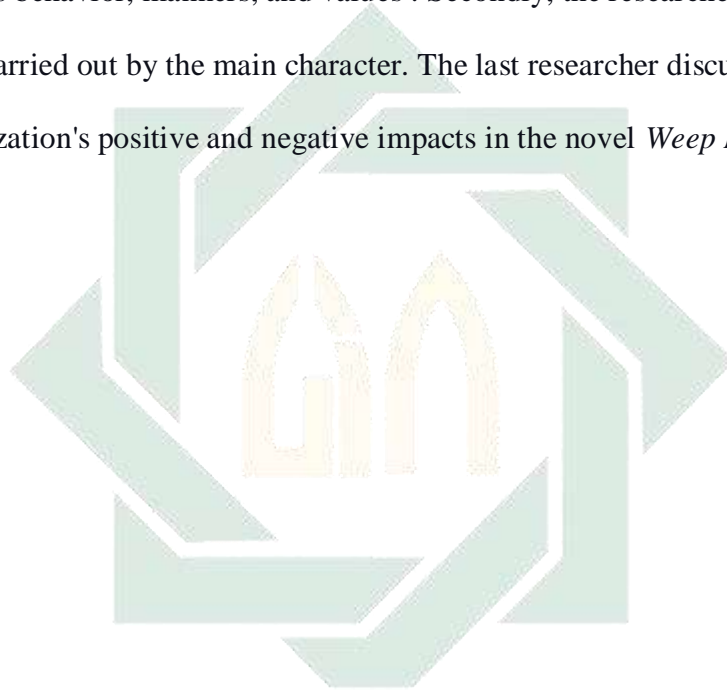 behavior, manners, and values . Secondly, the researche
arried out by the main character. The last researcher discu
zation's positive and negative impacts in the novel Weep